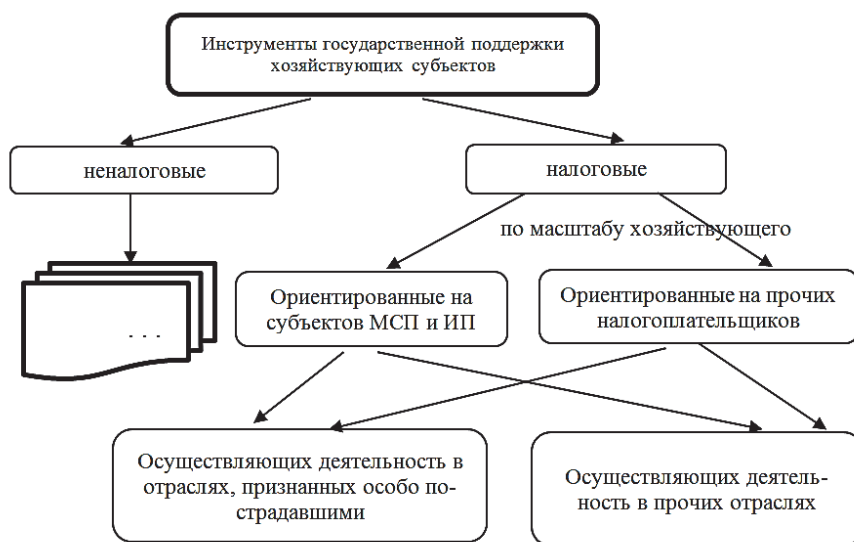 Инструменты государственной поддержки
хозяйствующих субъектов
неналоговые
налоговые
по масштабу хозяйствующего
. . .
Ориентированные на
субъектов МСП и ИП
Ориентированные на прочих
налогоплательщиков
Осуществляющих деятельность в
отраслях, признанных особо по-
страдавшими
Осуществляющих деятель-
ность в прочих отраслях